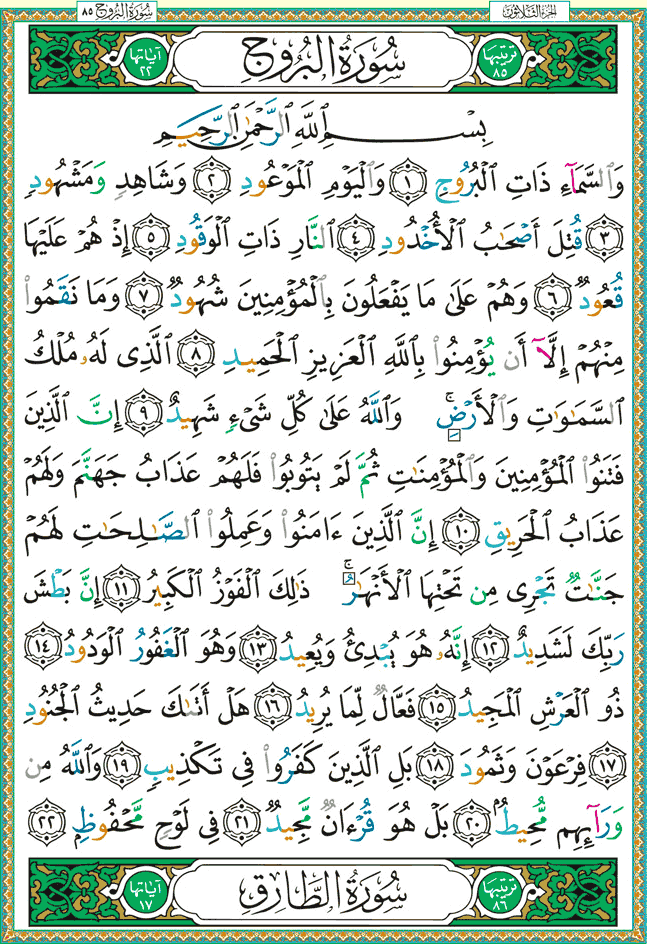 الجزء الثلاثون
سورة البروج ٨٥
ترتيبها ٨٥
سُورَةُ البُرُوجِ
آياتها ٢٢
بِسْمِ ٱللَّهِ ٱلرَّحْمَٰنِ ٱلرَّحِيمِ
وَٱلسَّمَآءِ ذَاتِ ٱلْبُرُوجِ ١ وَٱلْيَوْمِ ٱلْمَوْعُودِ ٢ وَشَاهِدٍ وَمَشْهُودٍ
٣ قُتِلَ أَصْحَٰبُ ٱلْأُخْدُودِ ٤ ٱلنَّارِ ذَاتِ ٱلْوَقُودِ ٥ إِذْ هُمْ عَلَيْهَا
قُعُودٌ ٦ وَهُمْ عَلَىٰ مَا يَفْعَلُونَ بِٱلْمُؤْمِنِينَ شُهُودٌ ٧ وَمَا نَقَمُوا۟
مِنْهُمْ إِلَّآ أَن يُؤْمِنُوا۟ بِٱللَّهِ ٱلْعَزِيزِ ٱلْحَمِيدِ ٨ ٱلَّذِى لَهُۥ مُلْكُ
ٱلسَّمَٰوَٰتِ وَٱلْأَرْضِ ۚ وَٱللَّهُ عَلَىٰ كُلِّ شَىْءٍ شَهِيدٌ ٩ إِنَّ ٱلَّذِينَ
فَتَنُوا۟ ٱلْمُؤْمِنِينَ وَٱلْمُؤْمِنَٰتِ ثُمَّ لَمْ يَتُوبُوا۟ فَلَهُمْ عَذَابُ جَهَنَّمَ وَلَهُمْ
عَذَابُ ٱلْحَرِيقِ ١٠ إِنَّ ٱلَّذِينَ ءَامَنُوا۟ وَعَمِلُوا۟ ٱلصَّٰلِحَٰتِ لَهُمْ
جَنَّٰتٌ تَجْرِى مِن تَحْتِهَا ٱلْأَنْهَٰرُ ۚ ذَٰلِكَ ٱلْفَوْزُ ٱلْكَبِيرُ ١١ إِنَّ بَطْشَ
رَبِّكَ لَشَدِيدٌ ١٢ إِنَّهُۥ هُوَ يُبْدِئُ وَيُعِيدُ ١٣ وَهُوَ ٱلْغَفُورُ ٱلْوَدُودُ ١٤
ذُو ٱلْعَرْشِ ٱلْمَجِيدُ ١٥ فَعَّالٌ لِّمَا يُرِيدُ ١٦ هَلْ أَتَىٰكَ حَدِيثُ ٱلْجُنُودِ
١٧ فِرْعَوْنَ وَثَمُودَ ١٨ بَلِ ٱلَّذِينَ كَفَرُوا۟ فِى تَكْذِيبٍ ١٩ وَٱللَّهُ مِن
وَرَآئِهِم مُّحِيطٌۢ ٢٠ بَلْ هُوَ قُرْءَانٌ مَّجِيدٌ ٢١ فِى لَوْحٍ مَّحْفُوظٍۭ ٢٢
ترتيبها ٨٦
سُورَةُ الطَّارِقِ
آياتها ١٧